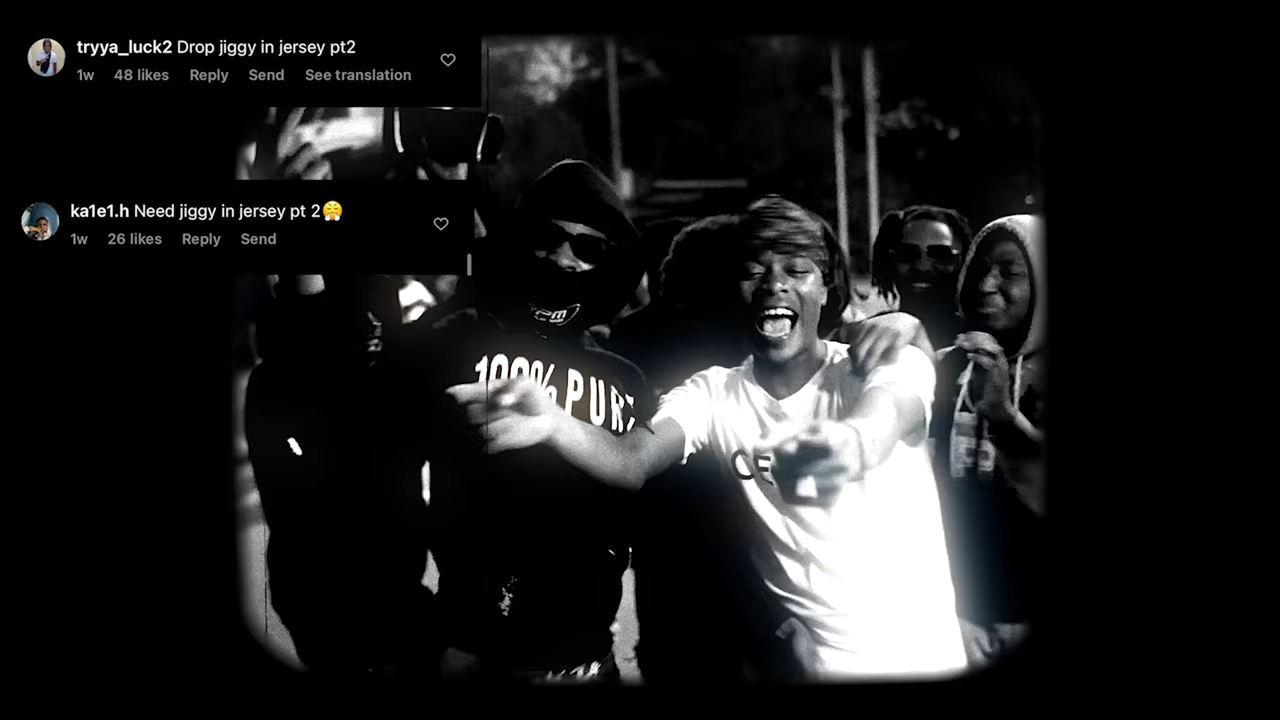 tryya_luck2 Drop jiggy in jersey pt2
1w 48 likes Reply Send See translation
ka1e1.h Need jiggy in jersey pt 2😤
1w 26 likes Reply Send
100% PURE
CE